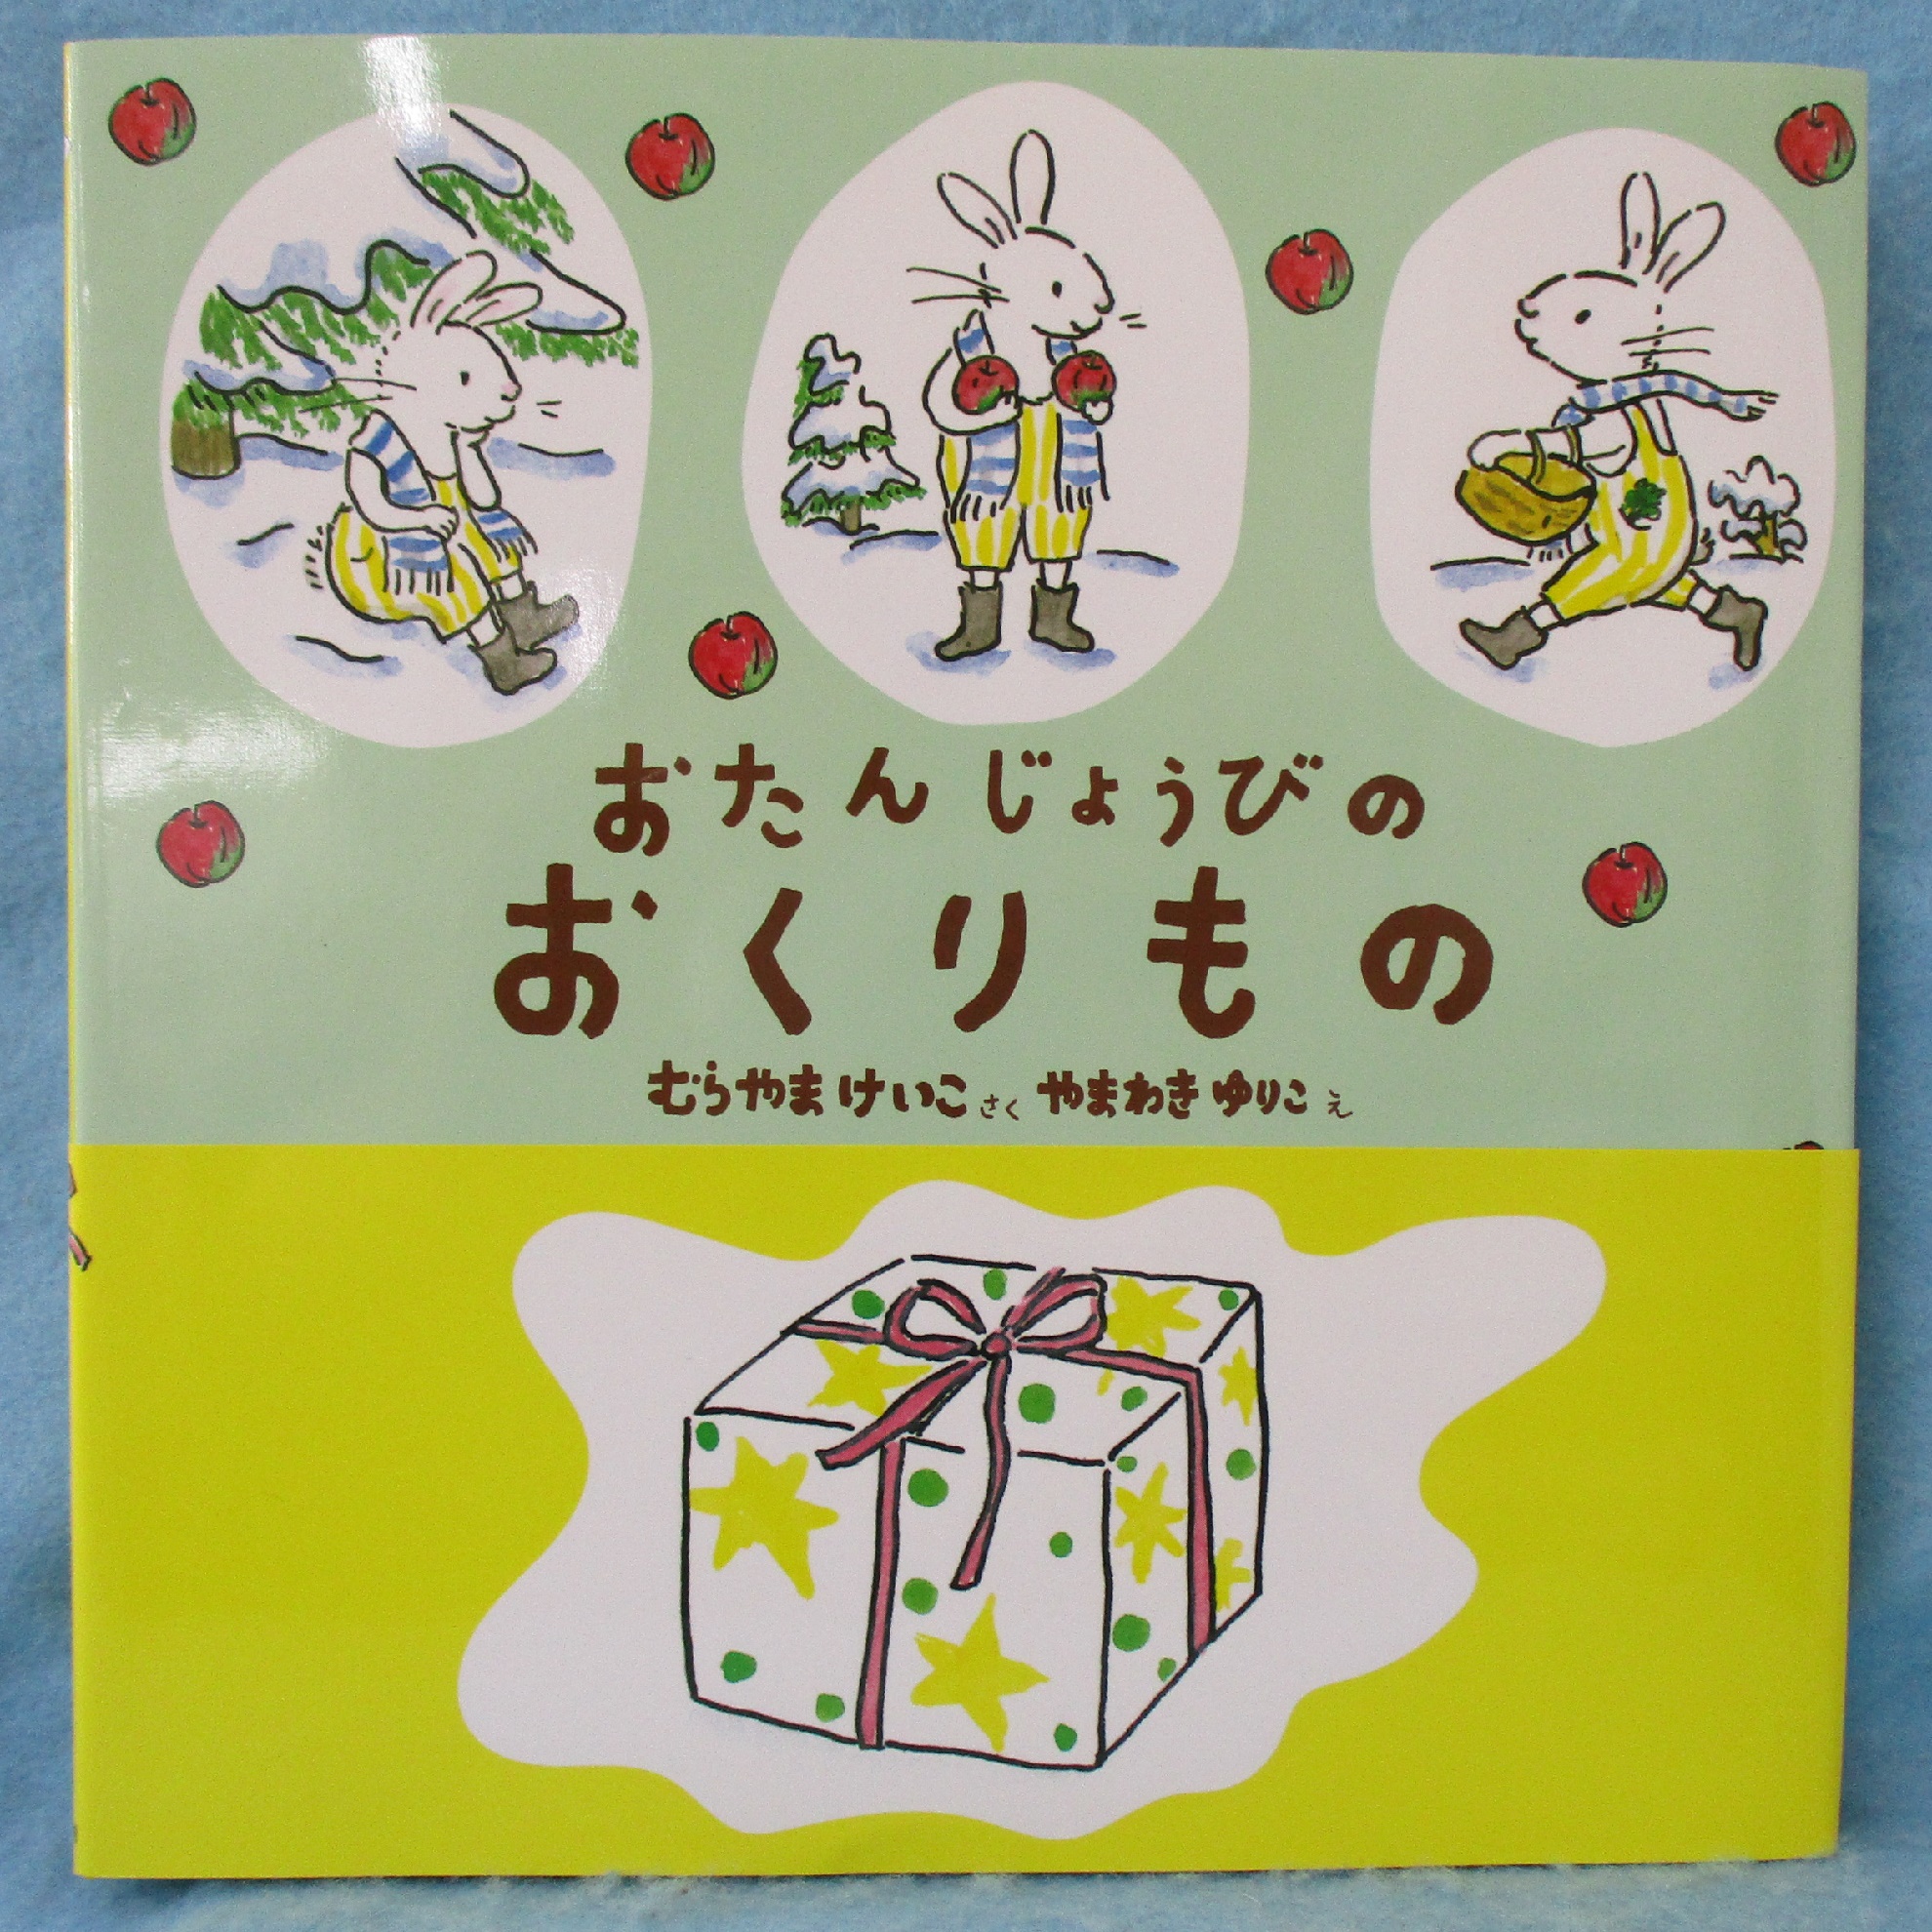 おたんじょうびの
おくりもの
むらやまけいこ さく やまわきゆりこ え